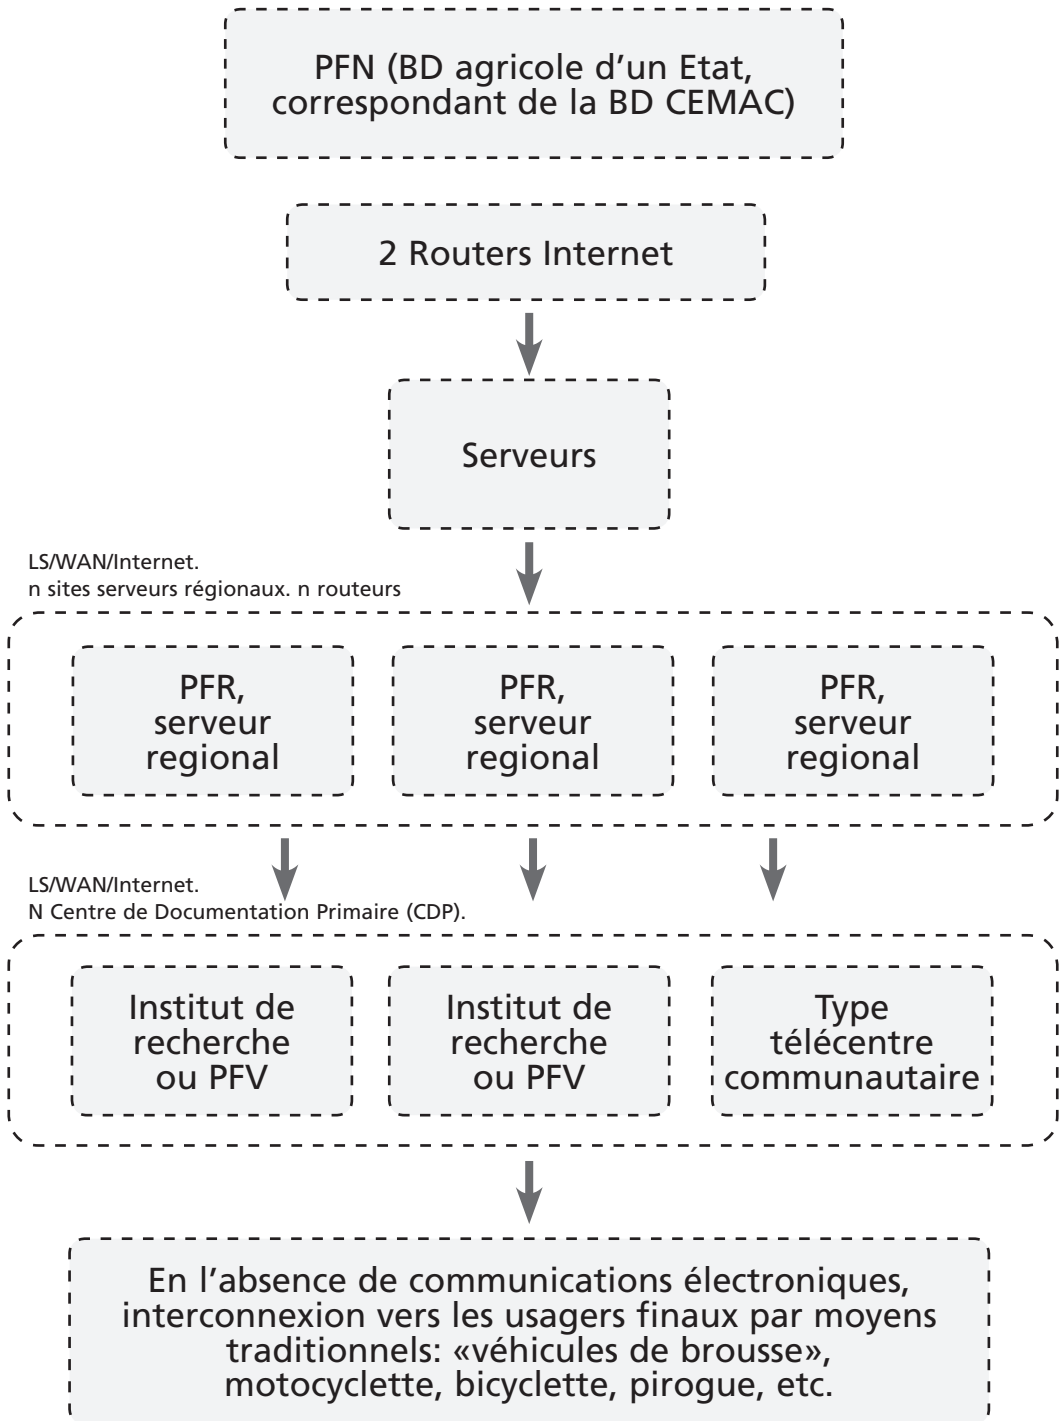 PFN (BD agricole d'un Etat,
correspondant de la BD CEMAC)
2 Routers Internet
Serveurs
LS/WAN/Internet.
n sites serveurs régionaux. n routeurs
PFR,
serveur
regional
PFR,
serveur
regional
PFR,
serveur
regional
LS/WAN/Internet.
N Centre de Documentation Primaire (CDP).
Institut de
recherche
ou PFV
Institut de
recherche
ou PFV
Type
télécentre
communautaire
En l'absence de communications électroniques,
interconnexion vers les usagers finaux par moyens
traditionnels: «véhicules de brousse»,
motocyclette, bicyclette, pirogue, etc.